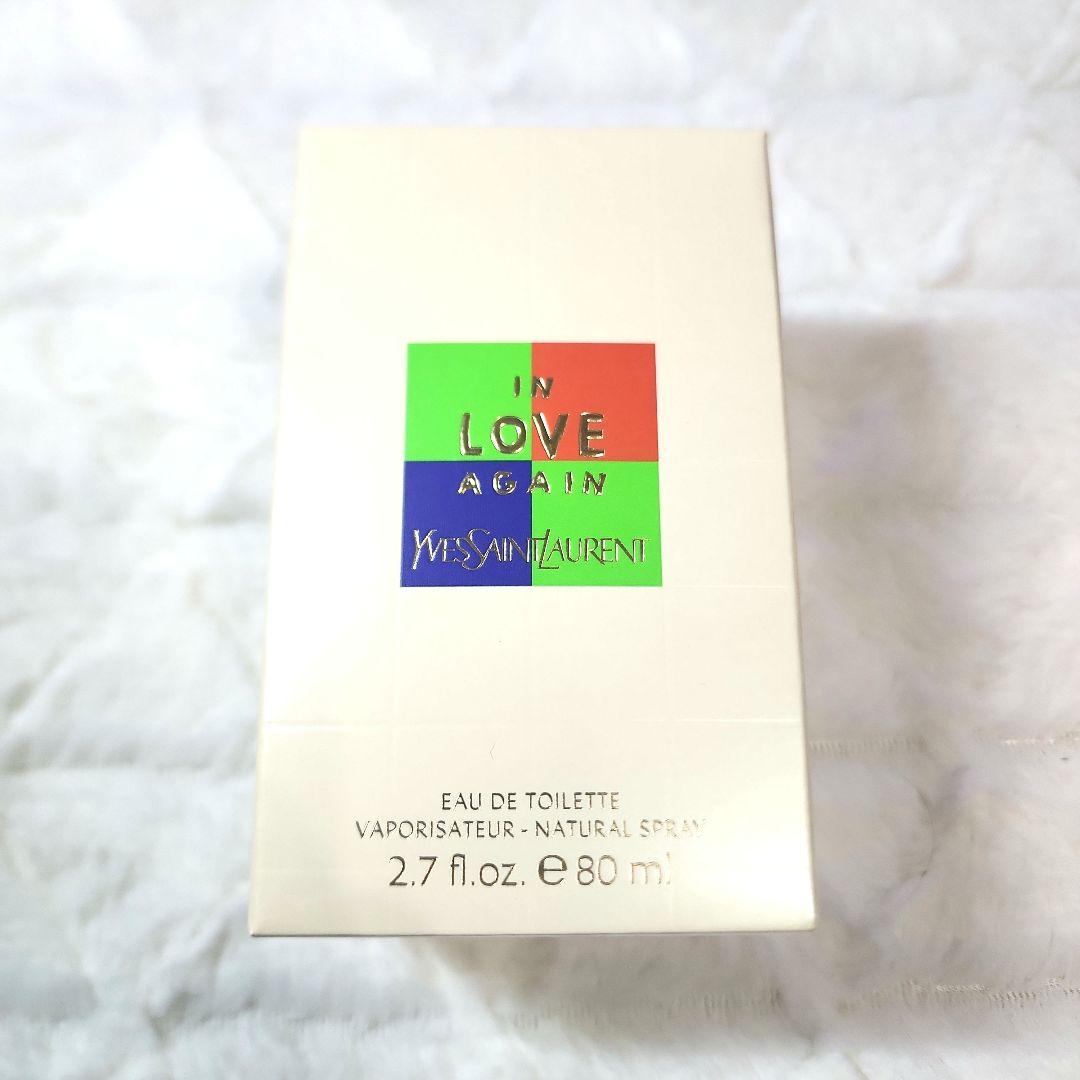 IN
LOVE
AGAIN
YVESSAINTLAURENT
EAU DE TOILETTE
VAPORISATEUR - NATURAL SPRAY
2.7 fl.oz. e 80 ml